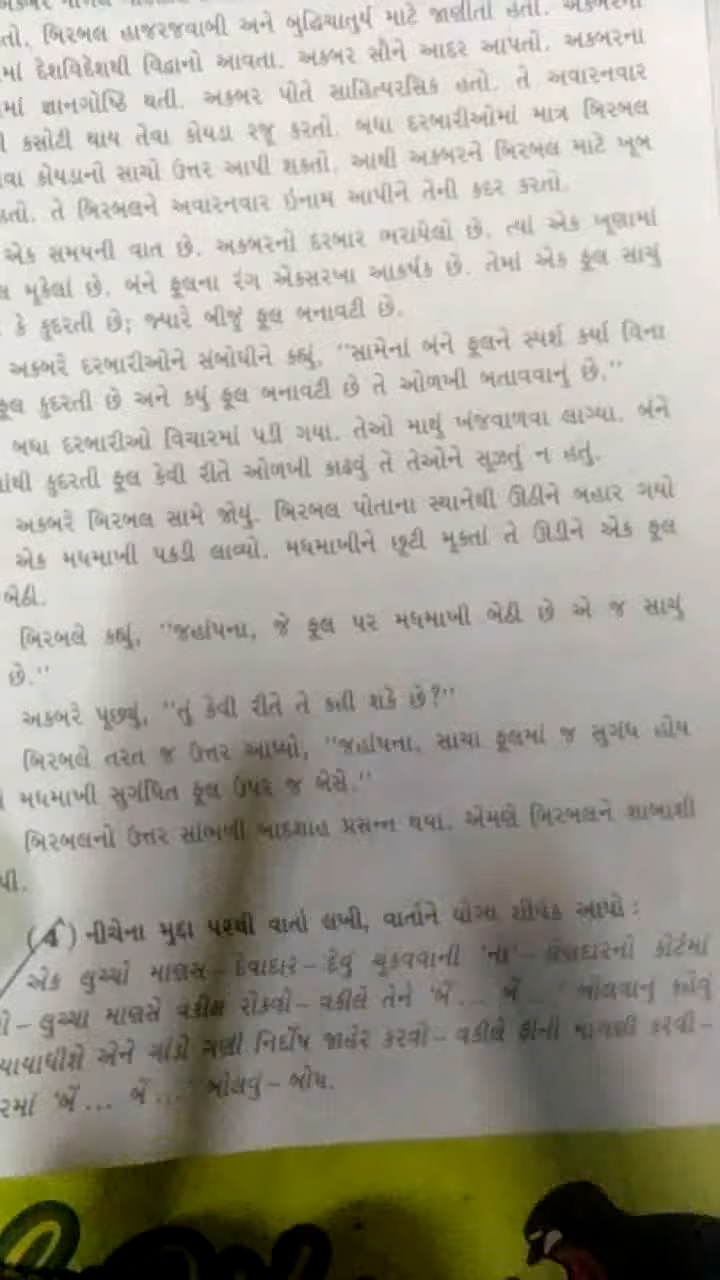 તો. બિરબલ હાજરજવાબી અને બુદ્ધિચાતુર્ય માટે જાણીતો હતો. અકબરના
માં દેશવિદેશથી વિદ્વાનો આવતા. અકબર સૌને આદર આપતો. અકબરના
માં જ્ઞાનગોષ્ઠિ થતી. અકબર પોતે સાહિત્યરસિક હતો. તે અવારનવાર
કસોટી થાય તેવા કોયડા રજૂ કરતો. બધા દરબારીઓમાં માત્ર બિરબલ
વા કોયડાનો સાચો ઉત્તર આપી શકતો. આથી અકબરને બિરબલ માટે ખૂબ
હતો. તે બિરબલને અવારનવાર ઇનામ આપીને તેની કદર કરતો.
એક સમયની વાત છે. અકબરનો દરબાર ભરાયેલો છે. ત્યાં એક ખૂણામાં
લ મૂકેલાં છે. બંને ફૂલના રંગ એકસરખા આકર્ષક છે. તેમાં એક ફૂલ સાચું
કે કુદરતી છે; જ્યારે બીજું ફૂલ બનાવટી છે.
અકબરે દરબારીઓને સંબોધીને કહ્યું, "સામેનાં બંને ફૂલને સ્પર્શ કર્યા વિના
ફૂલ કુદરતી છે અને કયું ફૂલ બનાવટી છે તે ઓળખી બતાવવાનું છે."
બધા દરબારીઓ વિચારમાં પડી ગયા. તેઓ માથું ખંજવાળવા લાગ્યા. બંને
માંથી કુદરતી ફૂલ કેવી રીતે ઓળખી કાઢવું તે તેઓને સૂઝતું ન હતું.
અકબરે બિરબલ સામે જોયું. બિરબલ પોતાના સ્થાનેથી ઊઠીને બહાર ગયો
એક મધમાખી પકડી લાવ્યો. મધમાખીને છૂટી મૂકતાં તે ઊડીને એક ફૂલ
બેઠી.
બિરબલે કહ્યું, "જહાંપના, જે ફૂલ પર મધમાખી બેઠી છે એ જ સાચું
છે."
અકબરે પૂછ્યું, "તું કેવી રીતે તે કહી શકે છે?"
બિરબલે તરત જ ઉત્તર આપ્યો, "જહાંપના, સાચા ફૂલમાં જ સુગંધ હોય
મધમાખી સુગંધિત ફૂલ ઉપર જ બેસે."
બિરબલનો ઉત્તર સાંભળી બાદશાહ પ્રસન્ન થયા. એમણે બિરબલને શાબાશી
પી.
નીચેના મુદ્દા પરથી વાર્તા લખી, વાર્તાને યોગ્ય શીર્ષક આપો :
એક લુચ્ચો માણસ – દેવાદાર – દેવું ચૂકવવાની 'ના' – લેણદારનો કોર્ટમાં
– લુચ્ચા માણસે વકીલ રોકવો – વકીલે તેને 'બેં ... બેં ...' બોલવાનું કહેવું
યાયાધીશે એને ગાંડો ગણી નિર્દોષ જાહેર કરવો – વકીલે ફીની માગણી કરવી –
રમાં 'બેં ... બેં ...' બોલવું – બોધ.